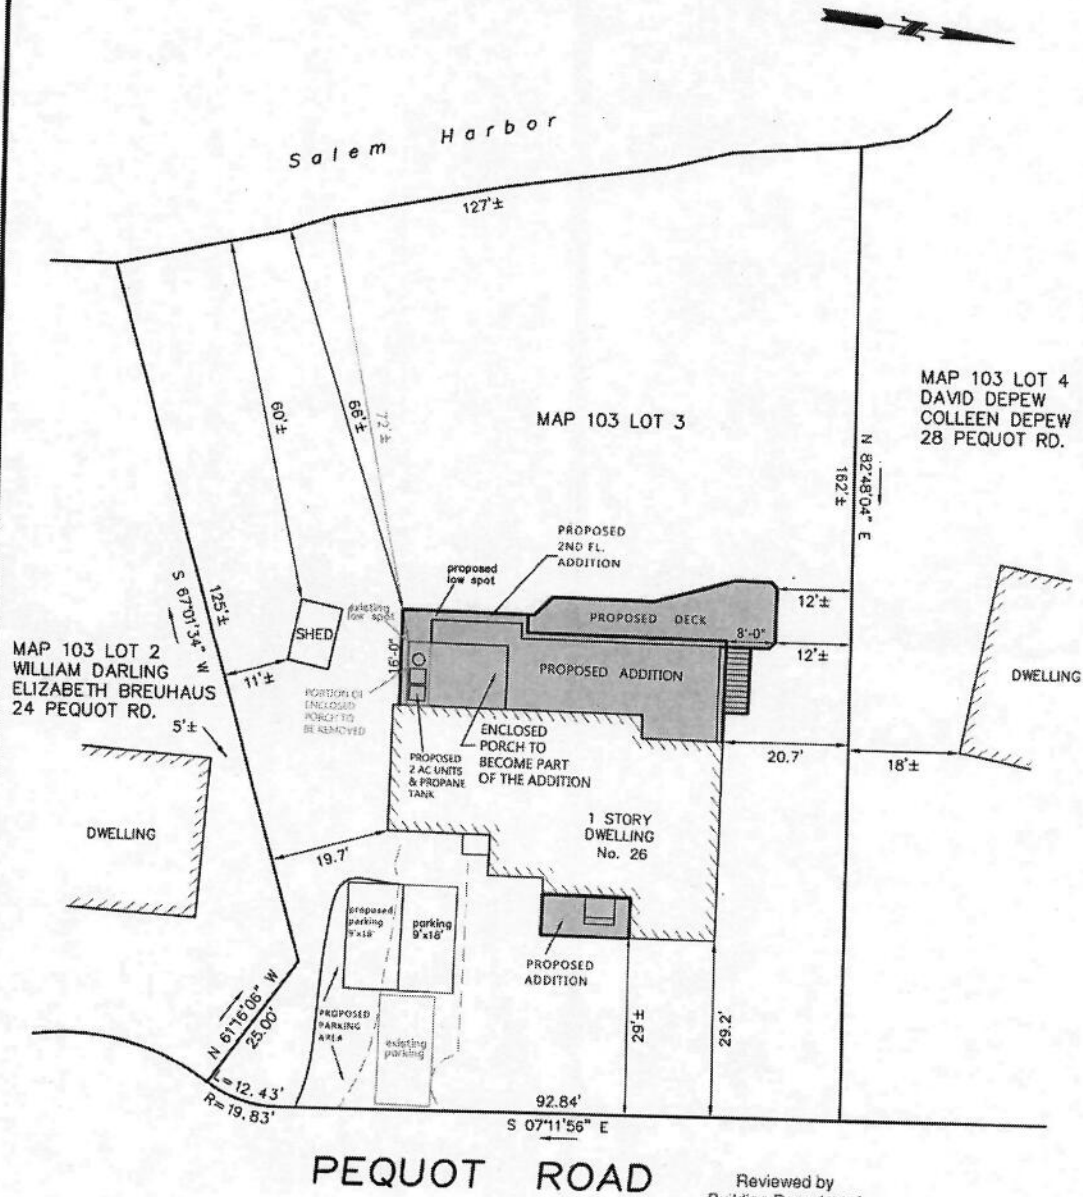 N
Salem Harbor
127'±
60'±
66'±
72'±
MAP 103 LOT 3
MAP 103 LOT 4
DAVID DEPEW
COLLEEN DEPEW
28 PEQUOT RD.
N 82°48'04" E
162'±
S 67°01'34" W
125'±
PROPOSED
2ND FL.
ADDITION
proposed
low spot
existing
low spot
SHED
11'±
16'-0"
PROPOSED DECK
8'-0"
12'±
12'±
PROPOSED ADDITION
DWELLING
MAP 103 LOT 2
WILLIAM DARLING
ELIZABETH BREUHAUS
24 PEQUOT RD.
5'±
PORTION OF
ENCLOSED
PORCH TO
BE REMOVED
PROPOSED
2 AC UNITS
& PROPANE
TANK
ENCLOSED
PORCH TO
BECOME PART
OF THE ADDITION
20.7'
18'±
DWELLING
1 STORY
DWELLING
No. 26
19.7'
proposed
parking
9'x18'
parking
9'x18'
PROPOSED
ADDITION
PROPOSED
PARKING
AREA
existing
parking
29'±
29.2'
N 61°16'06" W
25.00'
L=12.43'
R=19.83'
92.84'
S 07°11'56" E
PEQUOT ROAD
Reviewed by
Building Department